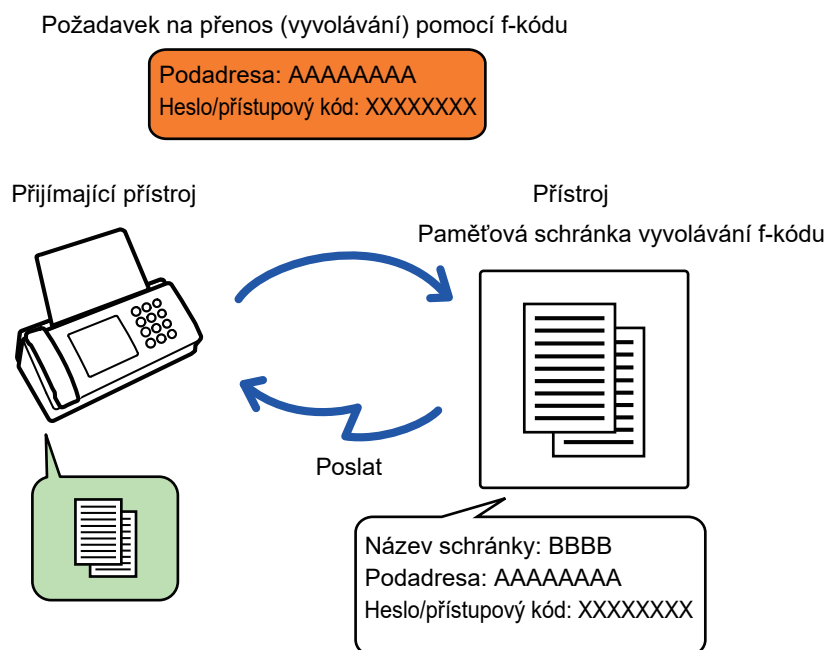 Požadavek na přenos (vyvolávání) pomocí f-kódu
Podadresa: AAAAAAAA
Heslo/přístupový kód: XXXXXXXX
Přijímající přístroj
Přístroj
Paměťová schránka vyvolávání f-kódu
Poslat
Název schránky: BBBB
Podadresa: AAAAAAAA
Heslo/přístupový kód: XXXXXXXX